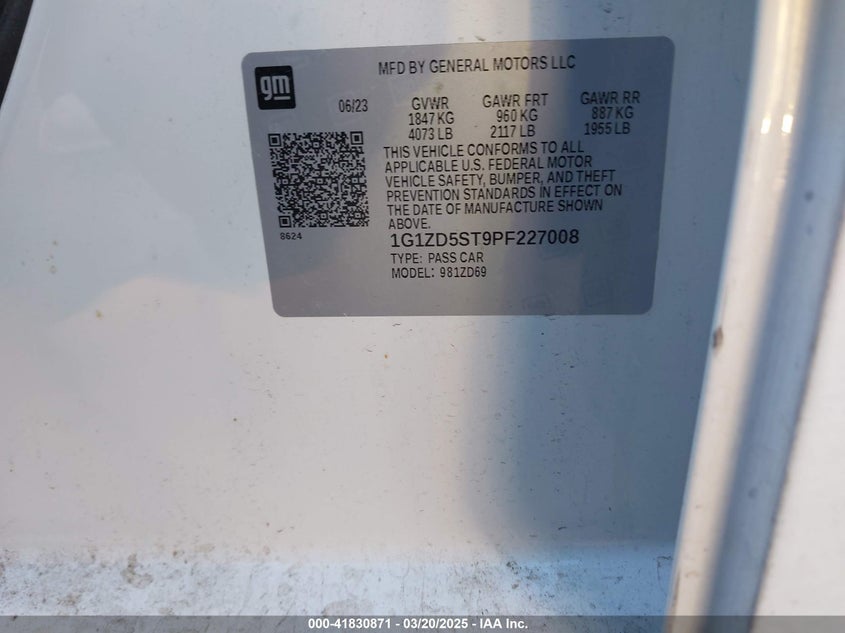 MFD BY GENERAL MOTORS LLC
gm
06/23 GVWR GAWR FRT GAWR RR
1847 KG 960 KG 887 KG
4073 LB 2117 LB 1955 LB
THIS VEHICLE CONFORMS TO ALL
APPLICABLE U.S. FEDERAL MOTOR
VEHICLE SAFETY, BUMPER, AND THEFT
PREVENTION STANDARDS IN EFFECT ON
THE DATE OF MANUFACTURE SHOWN
ABOVE.
8624
1G1ZD5ST9PF227008
TYPE: PASS CAR
MODEL: 981ZD69
000-41830871 — 03/20/2025 — IAA Inc.